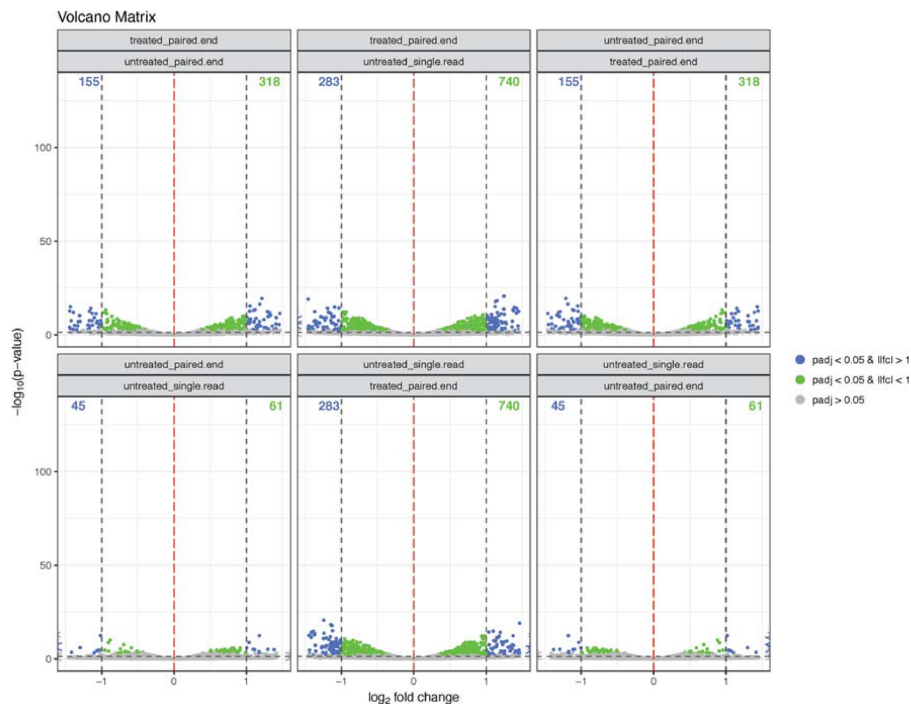 Volcano Matrix
treated_paired.end
treated_paired.end
untreated_paired.end
untreated_paired.end
untreated_single.read
treated_paired.end
155
318
283
740
155
318
100
50
0
untreated_paired.end
untreated_single.read
untreated_single.read
untreated_single.read
treated_paired.end
untreated_paired.end
45
61
283
740
45
61
100
50
0
−1
0
1
−1
0
1
−1
0
1
−log10(p-value)
log2 fold change
padj < 0.05 & llfcl > 1
padj < 0.05 & llfcl < 1
padj > 0.05